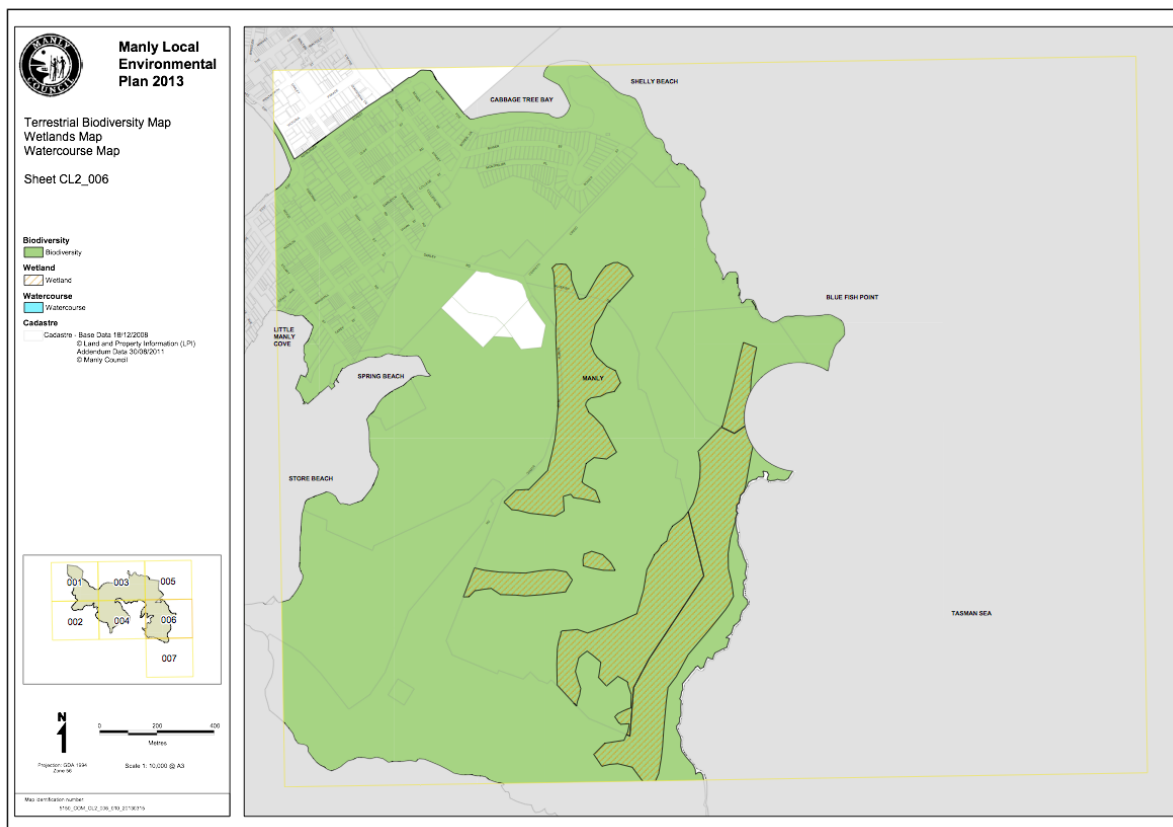 MANLY
COUNCIL
Manly Local
Environmental
Plan 2013
Terrestrial Biodiversity Map
Wetlands Map
Watercourse Map
Sheet CL2_006
Biodiversity
Biodiversity
Wetland
Wetland
Watercourse
Watercourse
Cadastre
Cadastre - Base Data 18/12/2009
© Land and Property Information (LPI)
Addendum Data 30/08/2011
© Manly Council
001
003
005
002
004
006
007
N
0
200
400
Metres
Projection: GDA 1994
Zone 56
Scale 1: 10,000 @ A3
Map identification number
SHELLY BEACH
CABBAGE TREE BAY
BLUE FISH POINT
LITTLE
MANLY
COVE
SPRING BEACH
MANLY
STORE BEACH
TASMAN SEA